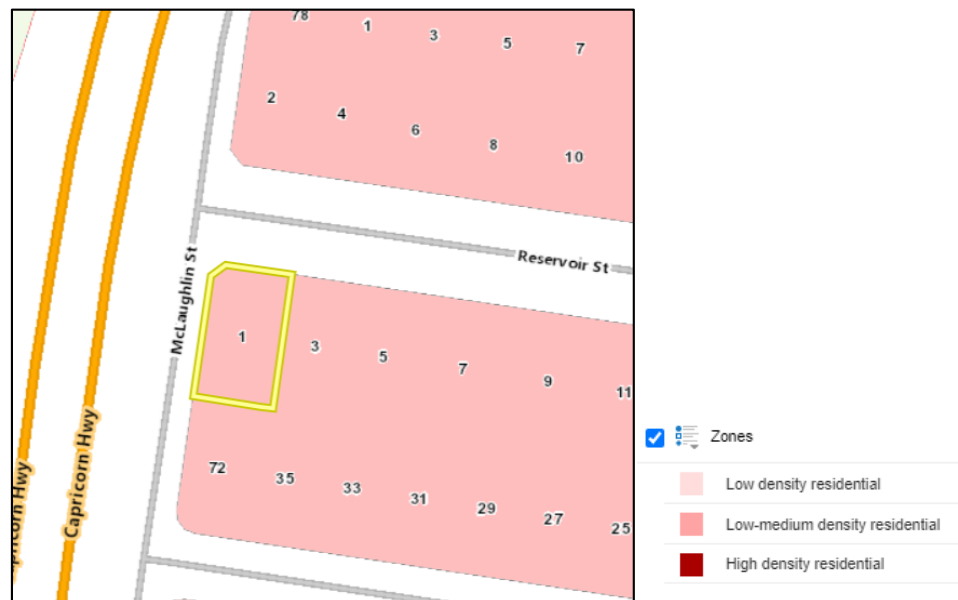 78
1
3
5
7
2
4
6
8
10
Reservoir St
McLaughlin St
1
3
5
7
9
11
Capricorn Hwy
pricorn Hwy
72
35
33
31
29
27
25
Zones
Low density residential
Low-medium density residential
High density residential